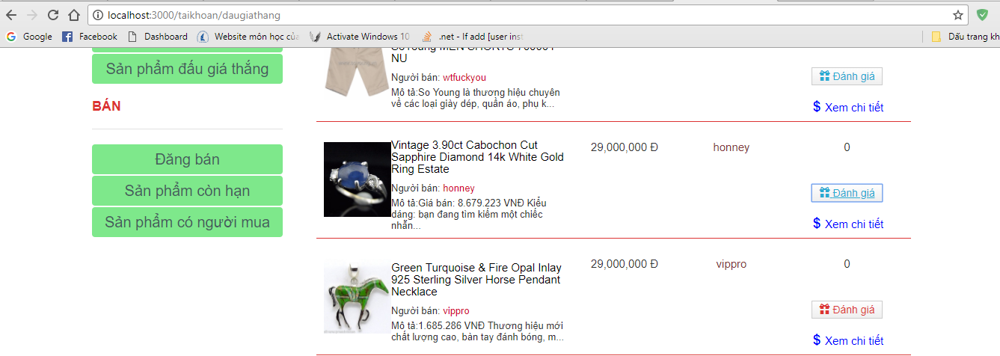 localhost:3000/taikhoan/daugiathang
Google Facebook Dashboard Website môn học củ Activate Windows 10 .net - If add [user inst Dấu trang kh
Sản phẩm đấu giá thắng
BÁN
Đăng bán
Sản phẩm còn hạn
Sản phẩm có người mua
NU
Người bán: wtfuckyou
Mô tả:So Young là thương hiệu chuyên
về các loại giày dép, quần áo, phụ k...
Đánh giá
$ Xem chi tiết
Vintage 3.90ct Cabochon Cut
Sapphire Diamond 14k White Gold
Ring Estate
Người bán: honney
Mô tả:Giá bán: 8.679.223 VNĐ Kiểu
dáng: bạn đang tìm kiếm một chiếc
nhẫn...
29,000,000 Đ honney 0
Đánh giá
$ Xem chi tiết
Green Turquoise & Fire Opal Inlay
925 Sterling Silver Horse Pendant
Necklace
Người bán: vippro
Mô tả:1.685.286 VNĐ Thương hiệu mới
chất lượng cao, bàn tay đánh bóng, m...
29,000,000 Đ vippro 0
Đánh giá
$ Xem chi tiết